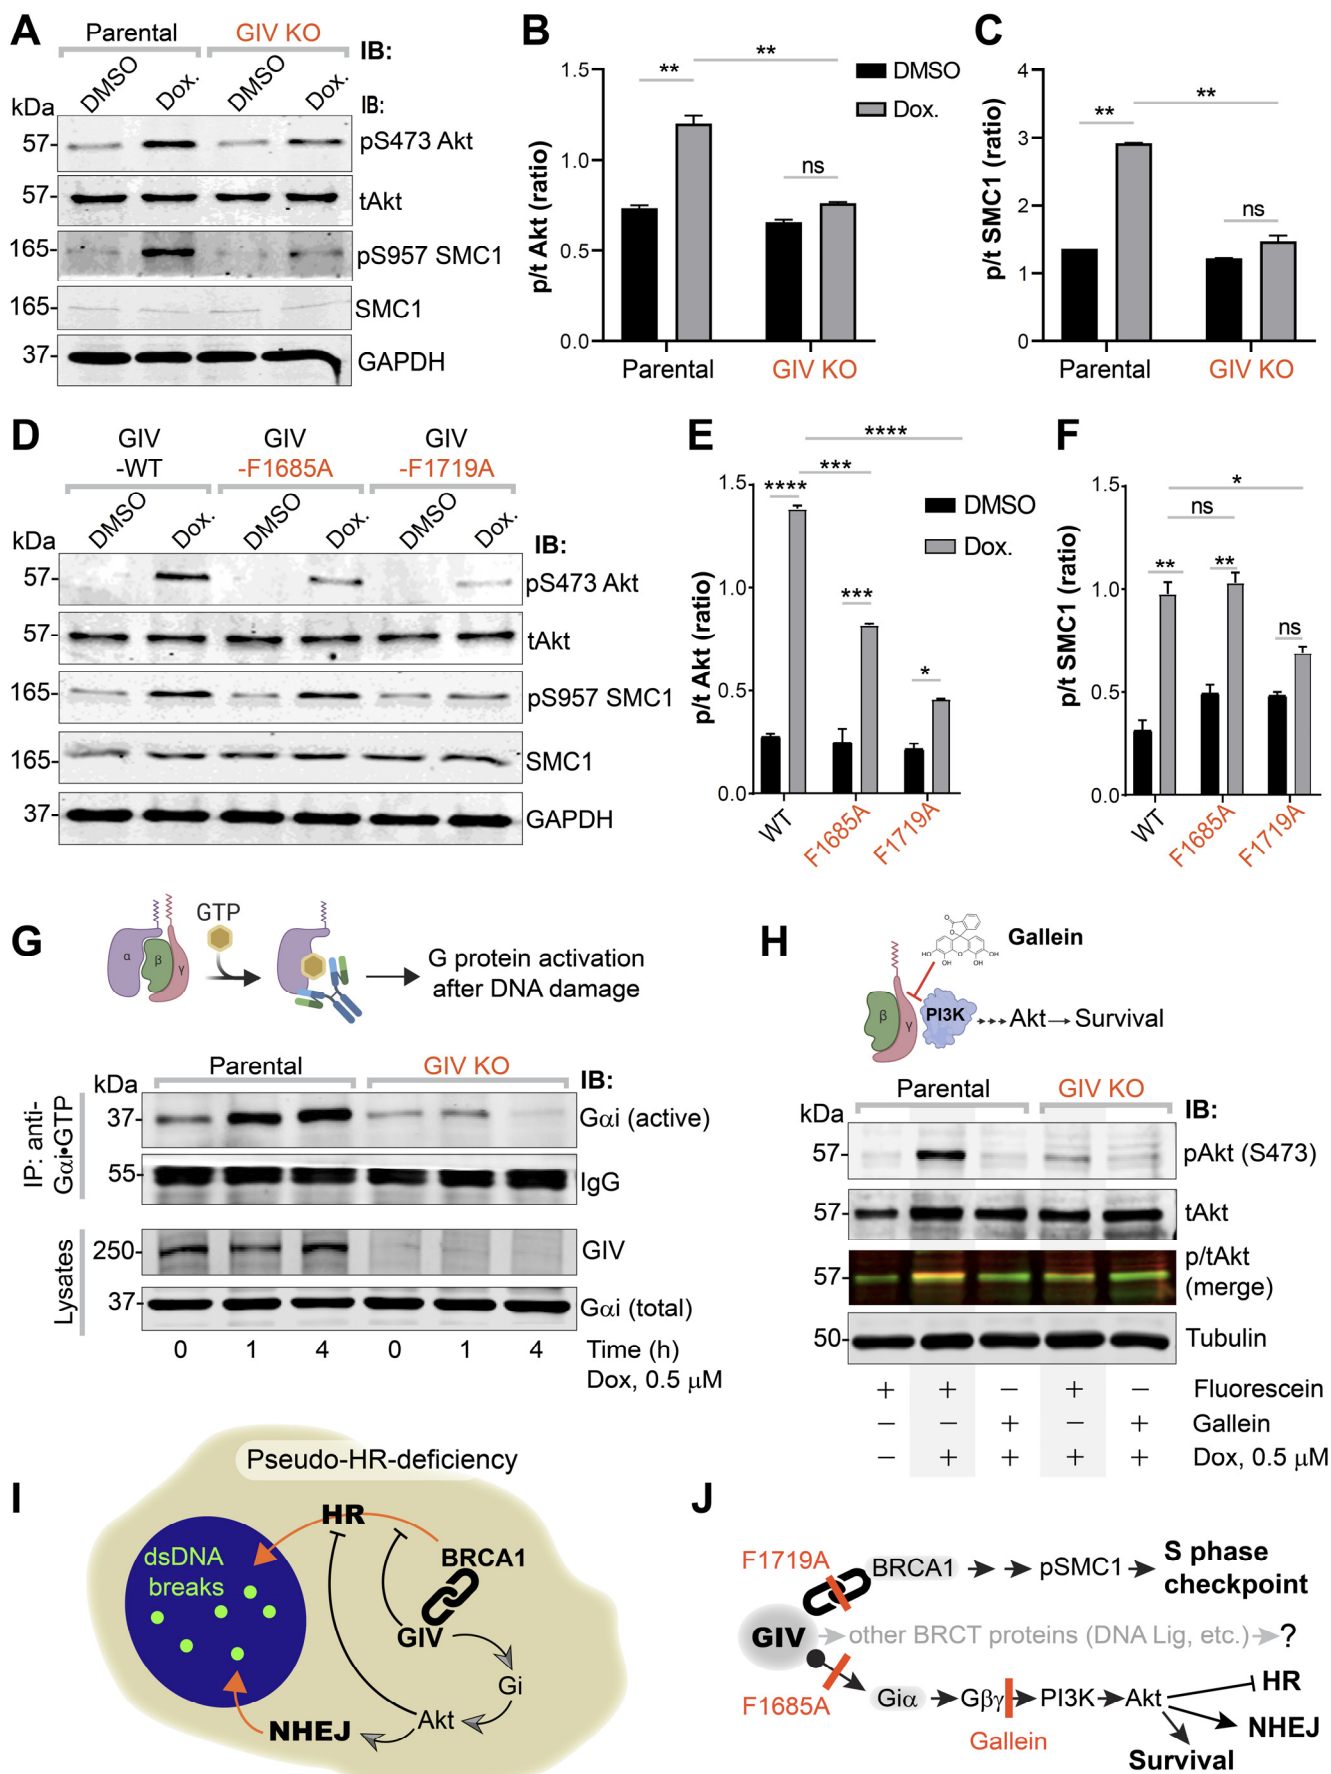 A
Parental GIV KO
IB:
DMSO Dox. DMSO Dox.
kDa IB:
57- pS473 Akt
57- tAkt
165- pS957 SMC1
165- SMC1
37- GAPDH
B
p/t Akt (ratio)
1.5
1.0
0.5
0.0
** ** ns
Parental GIV KO
DMSO
Dox.
C
p/t SMC1 (ratio)
4
3
2
1
0
** ** ns
Parental GIV KO
D
GIV GIV GIV
-WT -F1685A -F1719A
DMSO Dox. DMSO Dox. DMSO Dox.
kDa IB:
57- pS473 Akt
57- tAkt
165- pS957 SMC1
165- SMC1
37- GAPDH
E
p/t Akt (ratio)
1.5
1.0
0.5
0.0
****
***
****
***
*
DMSO
Dox.
WT F1685A F1719A
F
p/t SMC1 (ratio)
1.5
1.0
0.5
0.0
*
ns
** **
ns
WT F1685A F1719A
G
GTP
α β γ
G protein activation
after DNA damage
Parental GIV KO
kDa IB:
IP: anti-
Gαi•GTP
37- Gαi (active)
55- IgG
Lysates
250- GIV
37- Gαi (total)
0 1 4 0 1 4 Time (h)
Dox, 0.5 μM
H
O
O
HO O OH
OH OH
Gallein
β γ PI3K Akt Survival
Parental GIV KO
kDa IB:
57- pAkt (S473)
57- tAkt
57- p/tAkt
(merge)
50- Tubulin
+ + − + − Fluorescein
− − + − + Gallein
− + + + + Dox, 0.5 μM
I
Pseudo-HR-deficiency
HR
dsDNA
breaks
BRCA1
GIV
Gi
Akt
NHEJ
J
F1719A
BRCA1 pSMC1 S phase
checkpoint
GIV other BRCT proteins (DNA Lig, etc.) ?
F1685A
Giα Gβγ PI3K Akt
HR
NHEJ
Gallein
Survival